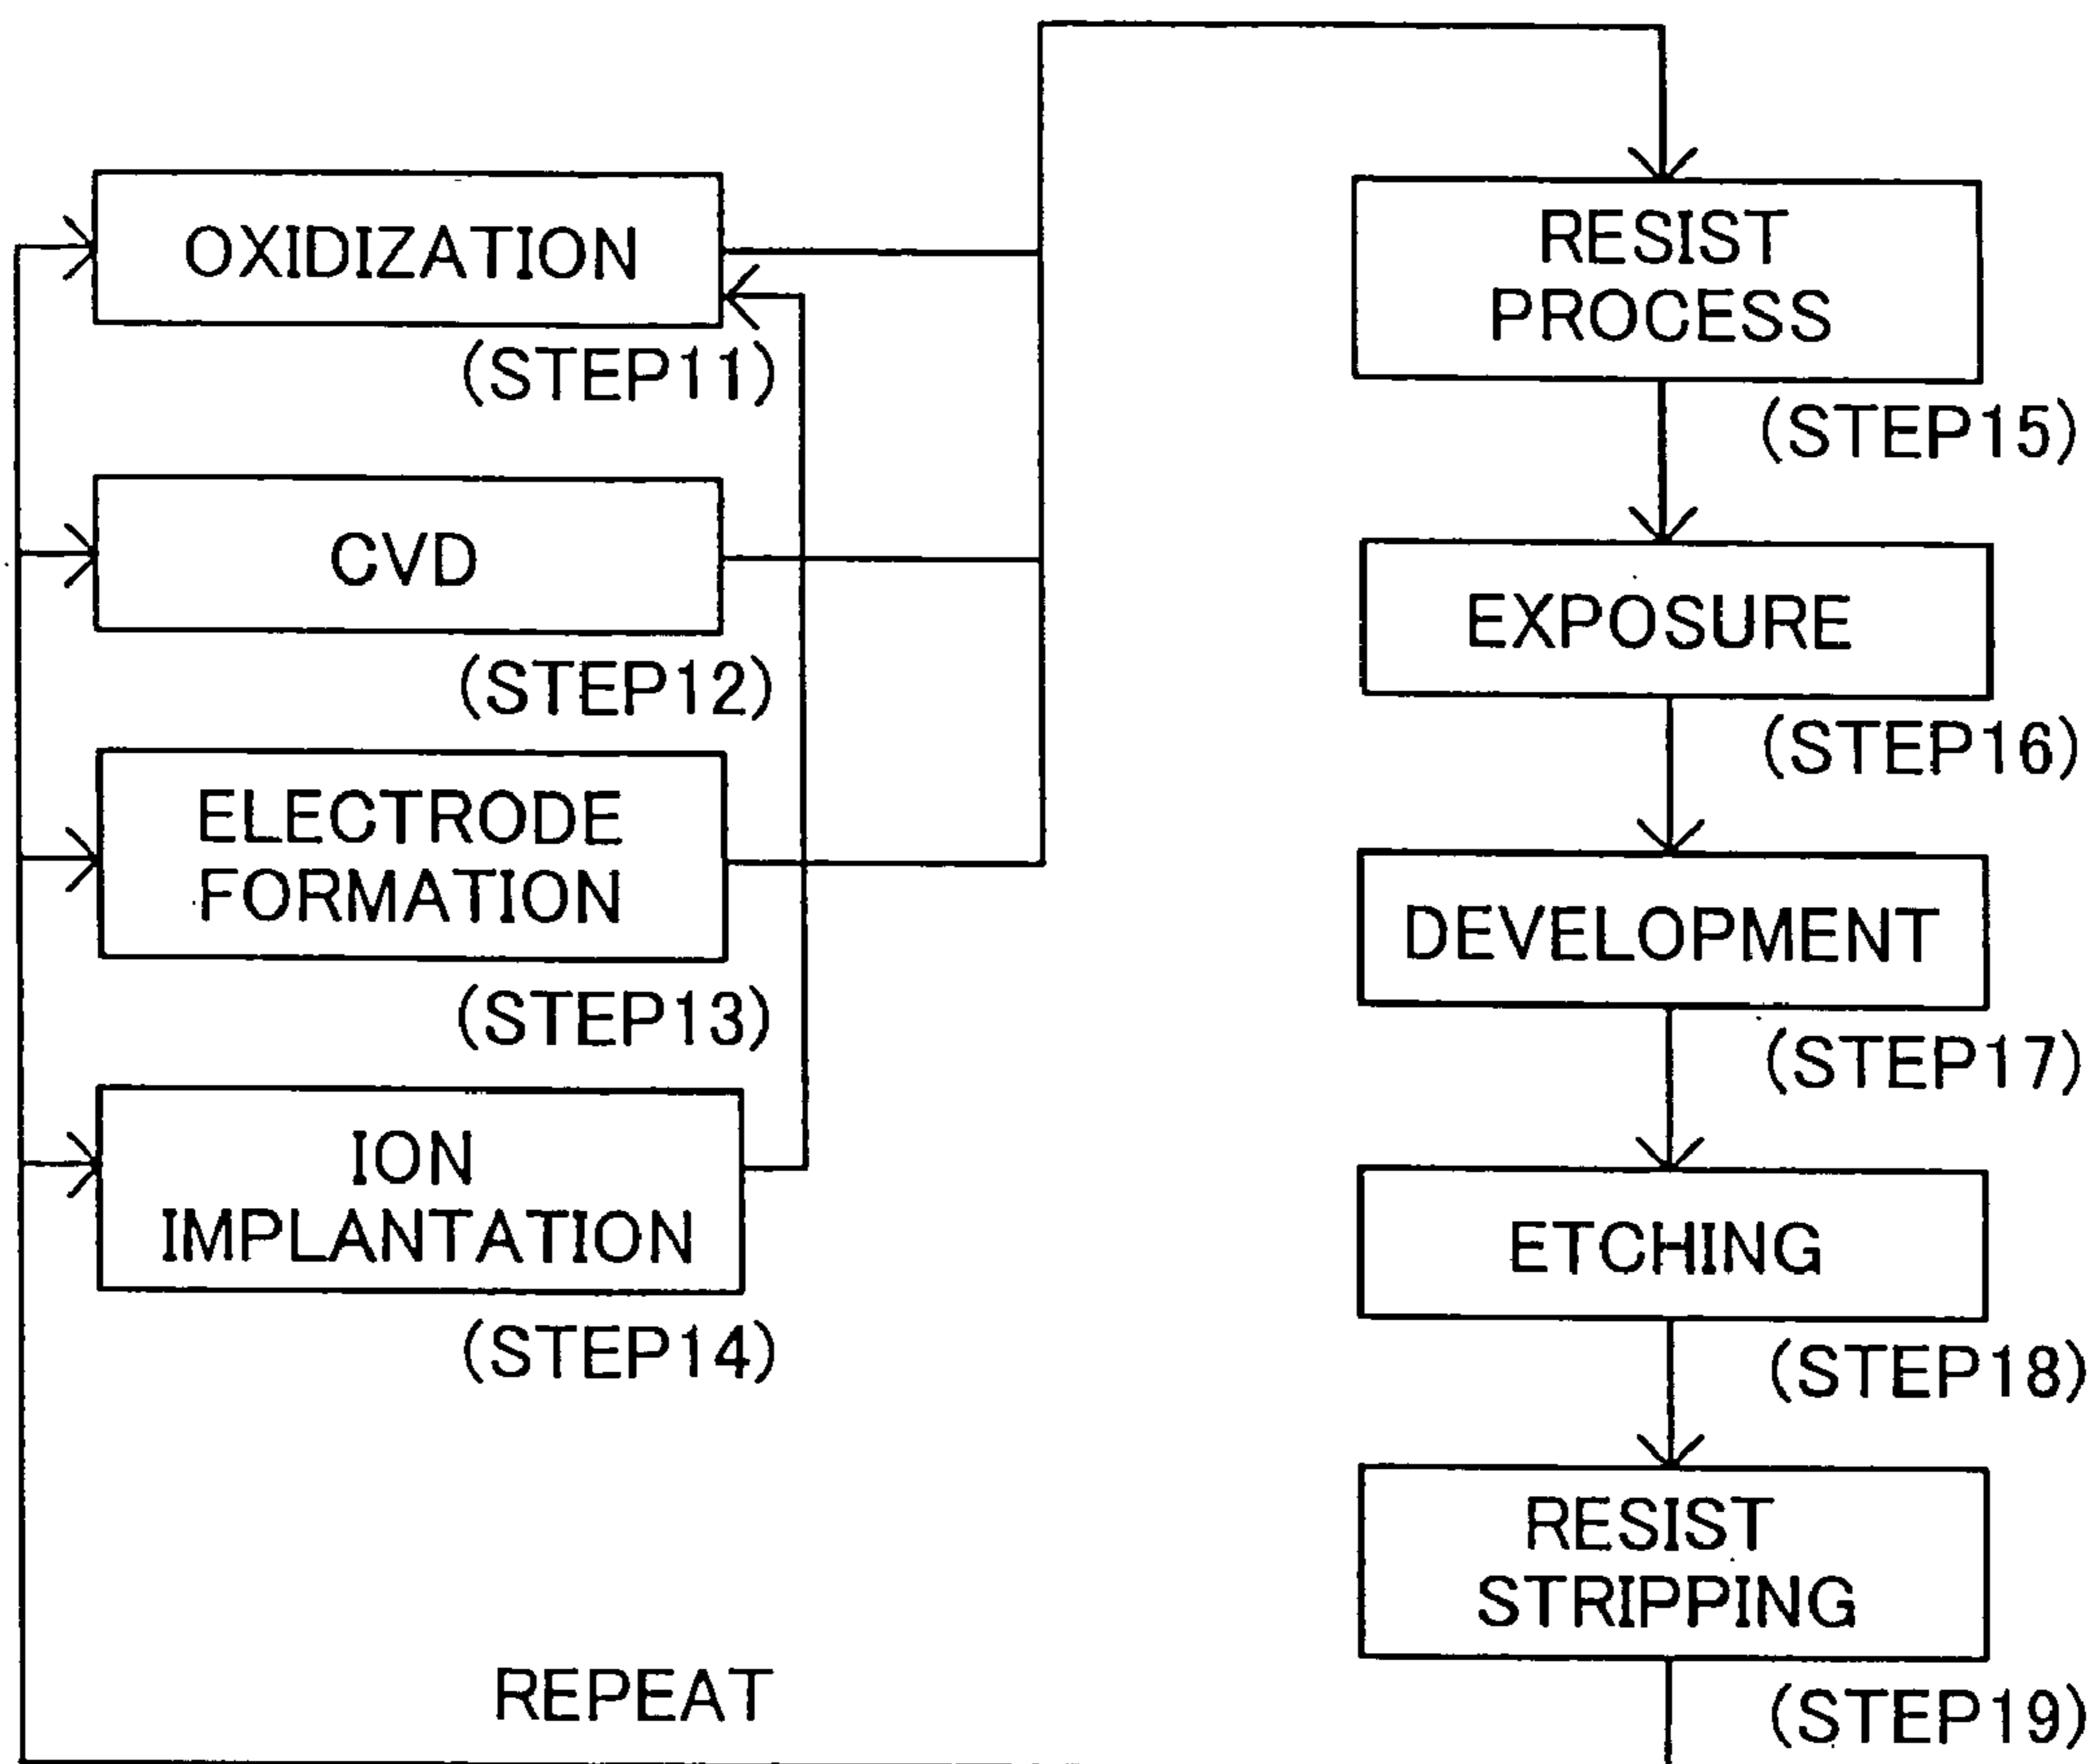 OXIDIZATION
(STEP11)
CVD
(STEP12)
ELECTRODE
FORMATION
(STEP13)
ION
IMPLANTATION
(STEP14)
REPEAT
RESIST
PROCESS
(STEP15)
EXPOSURE
(STEP16)
DEVELOPMENT
(STEP17)
ETCHING
(STEP18)
RESIST
STRIPPING
(STEP19)